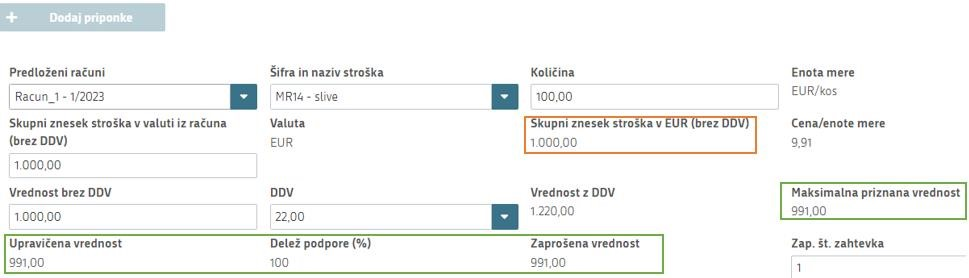 + Dodaj priponke
Predloženi računi
Šifra in naziv stroška
Količina
Enota mere
Racun_1 - 1/2023
MR14 - slive
100,00
EUR/kos
Skupni znesek stroška v valuti iz računa
(brez DDV)
Valuta
Skupni znesek stroška v EUR (brez DDV)
Cena/enote mere
EUR
1.000,00
9,91
1.000,00
Vrednost brez DDV
DDV
Vrednost z DDV
Maksimalna priznana vrednost
1.000,00
22,00
1.220,00
991,00
Upravičena vrednost
Delež podpore (%)
Zaprošena vrednost
Zap. št. zahtevka
991,00
100
991,00
1